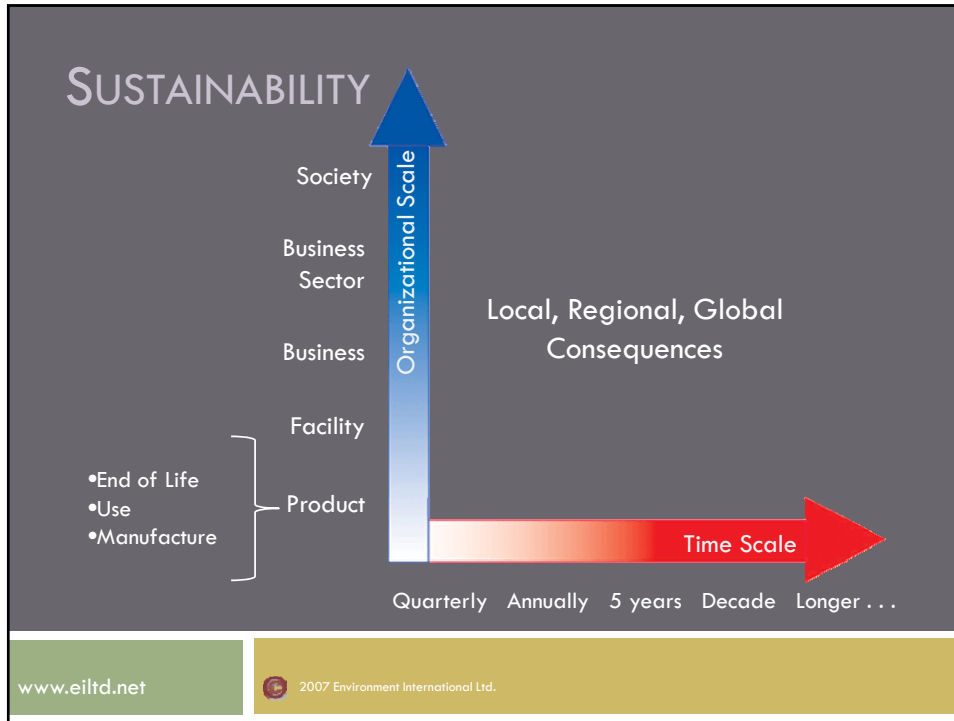 SUSTAINABILITY
Society
Business
Sector
Business
Facility
Product
•End of Life
•Use
•Manufacture
Organizational Scale
Local, Regional, Global
Consequences
Time Scale
Quarterly Annually 5 years Decade Longer . . .
www.eiltd.net
2007 Environment International Ltd.